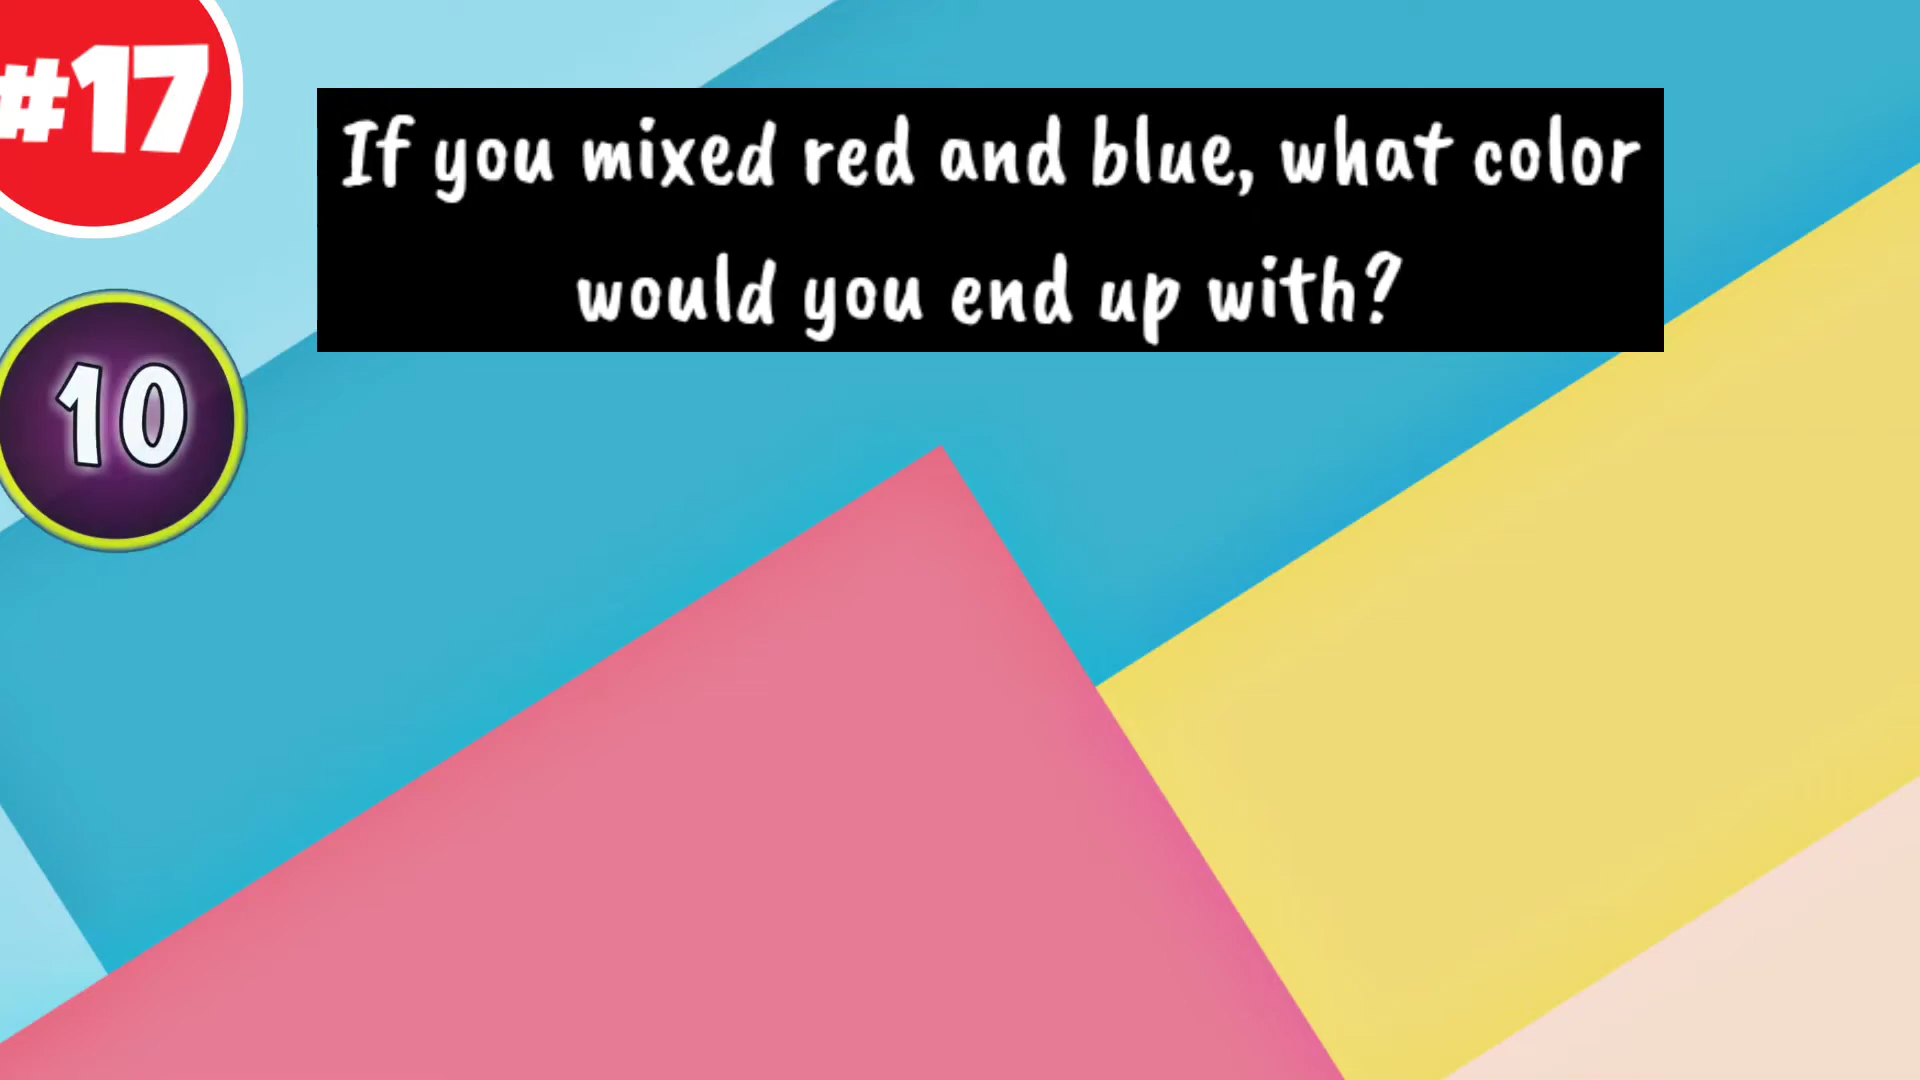 #17
If you mixed red and blue, what color
would you end up with?
10